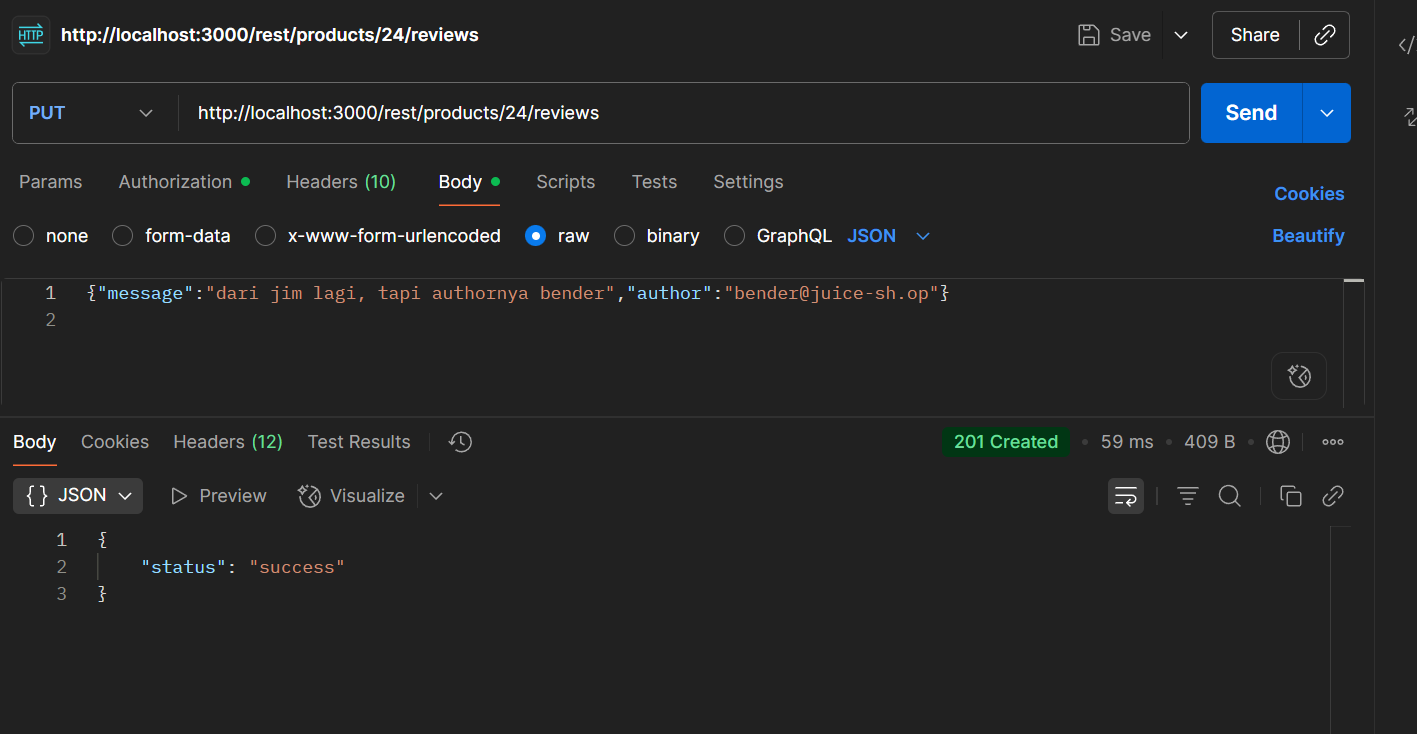 HTTP http://localhost:3000/rest/products/24/reviews Save Share
PUT http://localhost:3000/rest/products/24/reviews Send
Params Authorization Headers (10) Body Scripts Tests Settings Cookies
none form-data x-www-form-urlencoded raw binary GraphQL JSON Beautify
1 {"message":"dari jim lagi, tapi authornya bender","author":"bender@juice-sh.op"}
2
Body Cookies Headers (12) Test Results 201 Created 59 ms 409 B
{} JSON Preview Visualize
1 {
2 "status": "success"
3 }